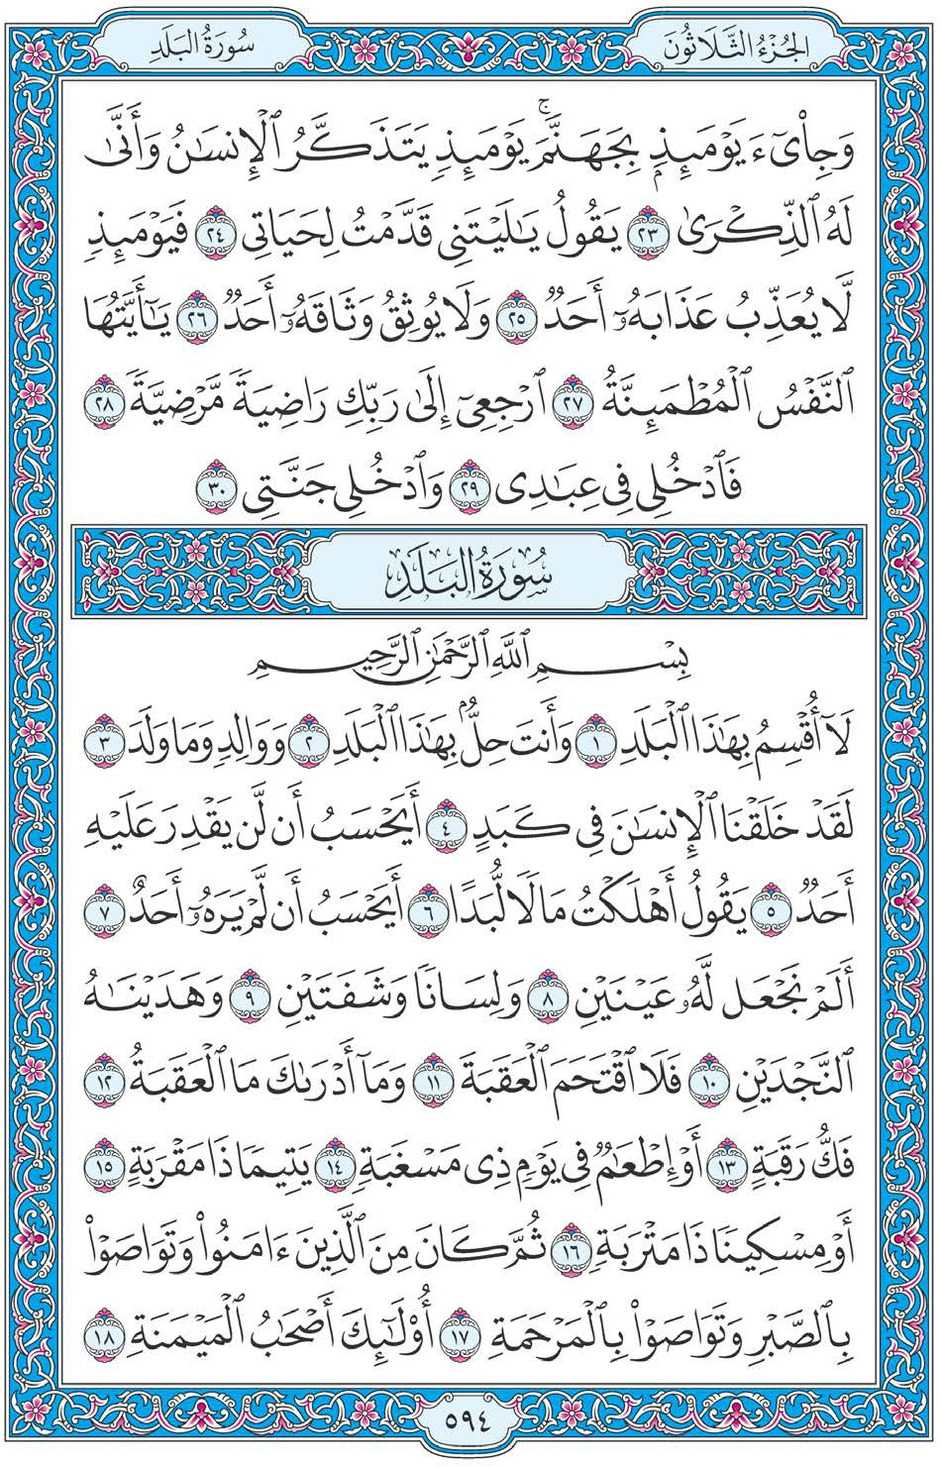 الجُزْءُ الثَّلَاثُونَ
سُورَةُ البَلَدِ
وَجِا۟يٓءَ يَوْمَئِذِۭ بِجَهَنَّمَۚ يَوْمَئِذٖ يَتَذَكَّرُ ٱلْإِنسَٰنُ وَأَنَّىٰ
لَهُ ٱلذِّكْرَىٰ ٢٣ يَقُولُ يَٰلَيْتَنِى قَدَّمْتُ لِحَيَاتِى ٢٤ فَيَوْمَئِذٖ
لَّا يُعَذِّبُ عَذَابَهُۥٓ أَحَدٞ ٢٥ وَلَا يُوثِقُ وَثَاقَهُۥٓ أَحَدٞ ٢٦ يَٰٓأَيَّتُهَا
ٱلنَّفْسُ ٱلْمُطْمَئِنَّةُ ٢٧ ٱرْجِعِىٓ إِلَىٰ رَبِّكِ رَاضِيَةٗ مَّرْضِيَّةٗ ٢٨
فَٱدْخُلِى فِى عِبَٰدِى ٢٩ وَٱدْخُلِى جَنَّتِى ٣٠
سُورَةُ البَلَدِ
بِسْمِ ٱللَّهِ ٱلرَّحْمَٰنِ ٱلرَّحِيمِ
لَآ أُقْسِمُ بِهَٰذَا ٱلْبَلَدِ ١ وَأَنتَ حِلُّۢ بِهَٰذَا ٱلْبَلَدِ ٢ وَوَالِدٖ وَمَا وَلَدَ ٣
لَقَدْ خَلَقْنَا ٱلْإِنسَٰنَ فِى كَبَدٍ ٤ أَيَحْسَبُ أَن لَّن يَقْدِرَ عَلَيْهِ
أَحَدٞ ٥ يَقُولُ أَهْلَكْتُ مَالٗا لُّبَدًا ٦ أَيَحْسَبُ أَن لَّمْ يَرَهُۥٓ أَحَدٌ ٧
أَلَمْ نَجْعَل لَّهُۥ عَيْنَيْنِ ٨ وَلِسَانٗا وَشَفَتَيْنِ ٩ وَهَدَيْنَٰهُ
ٱلنَّجْدَيْنِ ١٠ فَلَا ٱقْتَحَمَ ٱلْعَقَبَةَ ١١ وَمَآ أَدْرَىٰكَ مَا ٱلْعَقَبَةُ ١٢
فَكُّ رَقَبَةٍ ١٣ أَوْ إِطْعَٰمٞ فِى يَوْمٖ ذِى مَسْغَبَةٖ ١٤ يَتِيمٗا ذَا مَقْرَبَةٍ ١٥
أَوْ مِسْكِينٗا ذَا مَتْرَبَةٖ ١٦ ثُمَّ كَانَ مِنَ ٱلَّذِينَ ءَامَنُوا۟ وَتَوَاصَوْا۟
بِٱلصَّبْرِ وَتَوَاصَوْا۟ بِٱلْمَرْحَمَةِ ١٧ أُو۟لَٰٓئِكَ أَصْحَٰبُ ٱلْمَيْمَنَةِ ١٨
٥٩٤